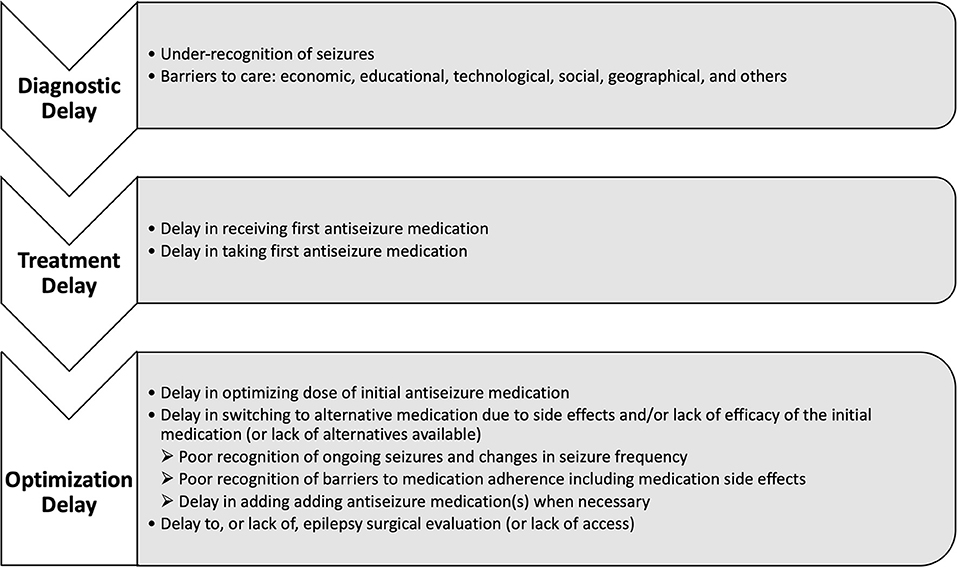 Diagnostic
Delay
• Under-recognition of seizures
• Barriers to care: economic, educational, technological, social, geographical, and others
Treatment
Delay
• Delay in receiving first antiseizure medication
• Delay in taking first antiseizure medication
Optimization
Delay
• Delay in optimizing dose of initial antiseizure medication
• Delay in switching to alternative medication due to side effects and/or lack of efficacy of the initial
medication (or lack of alternatives available)
➢ Poor recognition of ongoing seizures and changes in seizure frequency
➢ Poor recognition of barriers to medication adherence including medication side effects
➢ Delay in adding adding antiseizure medication(s) when necessary
• Delay to, or lack of, epilepsy surgical evaluation (or lack of access)